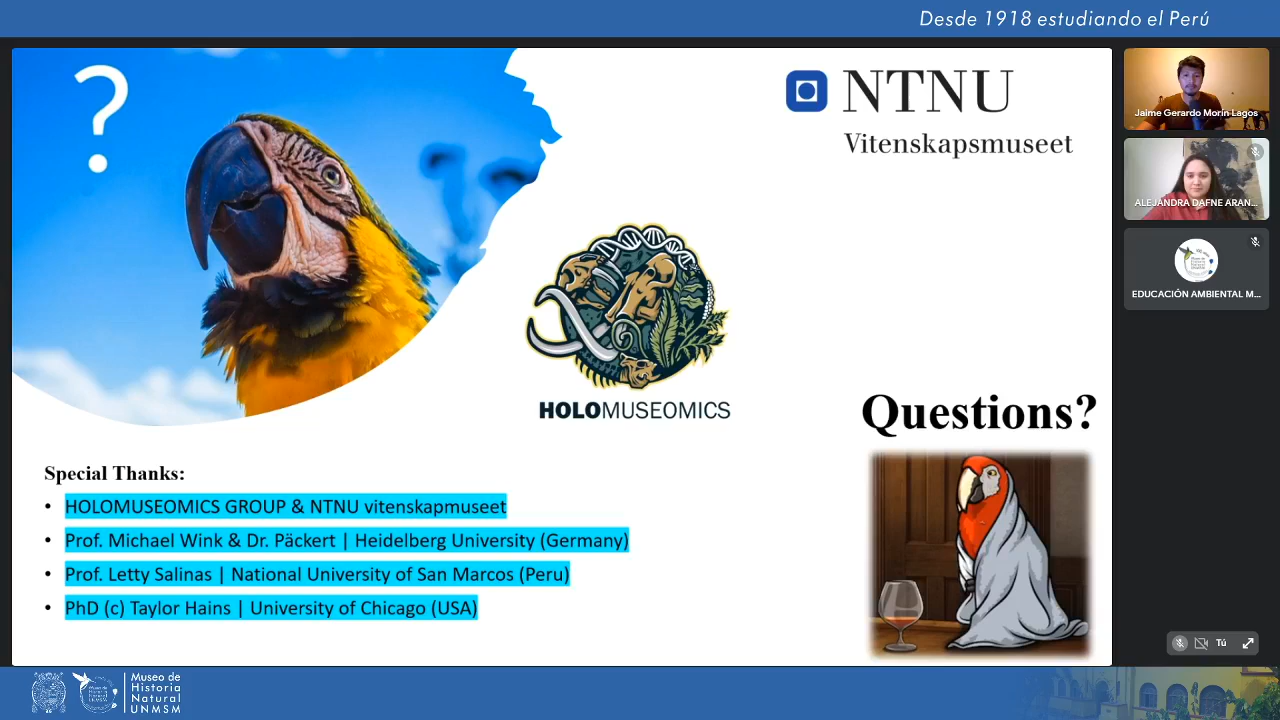 Desde 1918 estudiando el Perú
?
NTNU
Vitenskapsmuseet
HOLOMUSEOMICS
Questions?
Special Thanks:
• HOLOMUSEOMICS GROUP & NTNU vitenskapmuseet
• Prof. Michael Wink & Dr. Päckert | Heidelberg University (Germany)
• Prof. Letty Salinas | National University of San Marcos (Peru)
• PhD (c) Taylor Hains | University of Chicago (USA)
Jaime Gerardo Morin-Lagos
ALEJANDRA DAFNE ARAN...
EDUCACIÓN AMBIENTAL M...
Tú
Museo de
Historia
Natural
UNMSM